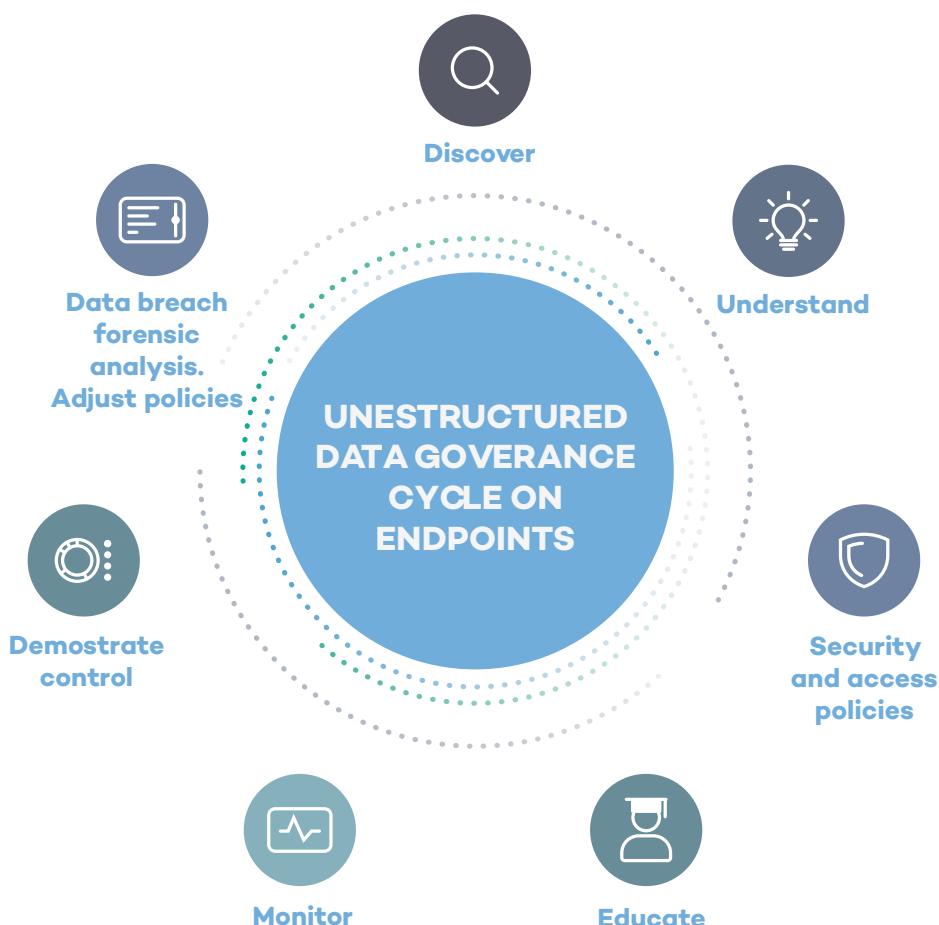 Discover
Understand
Data breach
forensic
analysis.
Adjust policies
UNESTRUCTURED
DATA GOVERANCE
CYCLE ON
ENDPOINTS
Demostrate
control
Security
and access
policies
Monitor
Educate